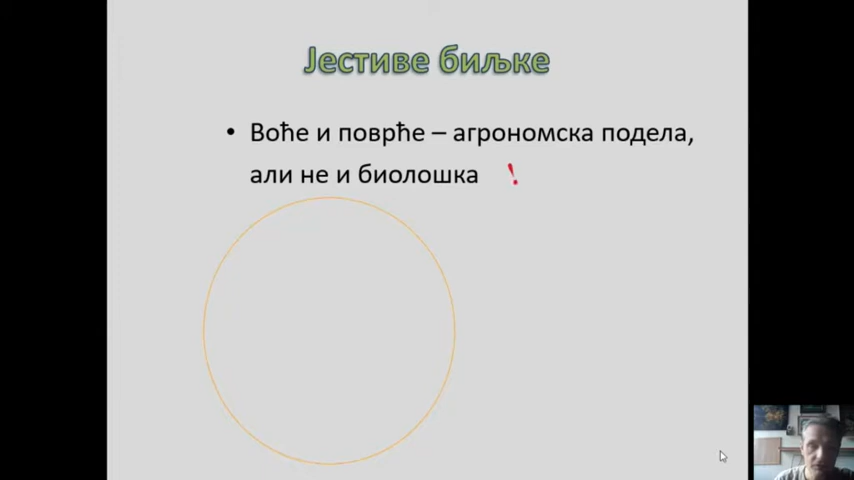 Јестиве биљке
• Воће и поврће – агрономска подела,
али не и биолошка !